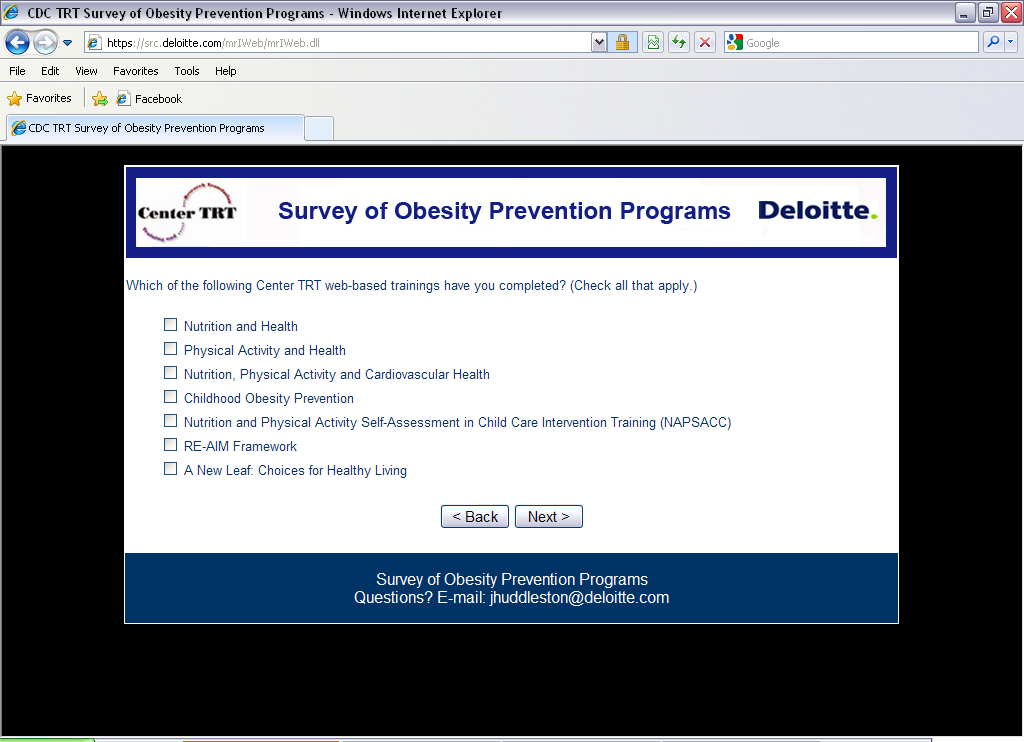 CDC TRT Survey of Obesity Prevention Programs - Windows Internet Explorer
https://src.deloitte.com/mrIWeb/mrIWeb.dll
Google
File Edit View Favorites Tools Help
Favorites Facebook
CDC TRT Survey of Obesity Prevention Programs
Center TRT
Survey of Obesity Prevention Programs
Deloitte.
Which of the following Center TRT web-based trainings have you completed? (Check all that apply.)
Nutrition and Health
Physical Activity and Health
Nutrition, Physical Activity and Cardiovascular Health
Childhood Obesity Prevention
Nutrition and Physical Activity Self-Assessment in Child Care Intervention Training (NAPSACC)
RE-AIM Framework
A New Leaf: Choices for Healthy Living
< Back Next >
Survey of Obesity Prevention Programs
Questions? E-mail: jhuddleston@deloitte.com